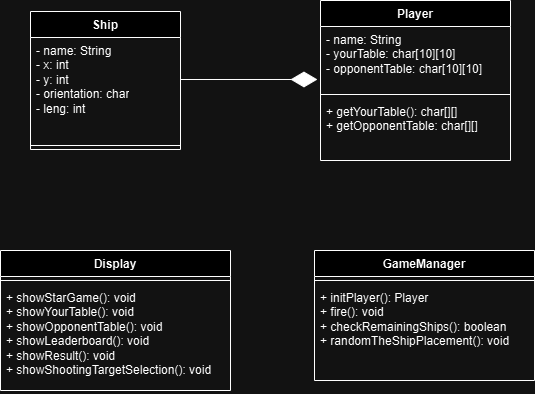 Ship
- name: String
- x: int
- y: int
- orientation: char
- leng: int
Player
- name: String
- yourTable: char[10][10]
- opponentTable: char[10][10]
+ getYourTable(): char[][]
+ getOpponentTable: char[][]
Display
+ showStarGame(): void
+ showYourTable(): void
+ showOpponentTable(): void
+ showLeaderboard(): void
+ showResult(): void
+ showShootingTargetSelection(): void
GameManager
+ initPlayer(): Player
+ fire(): void
+ checkRemainingShips(): boolean
+ randomTheShipPlacement(): void